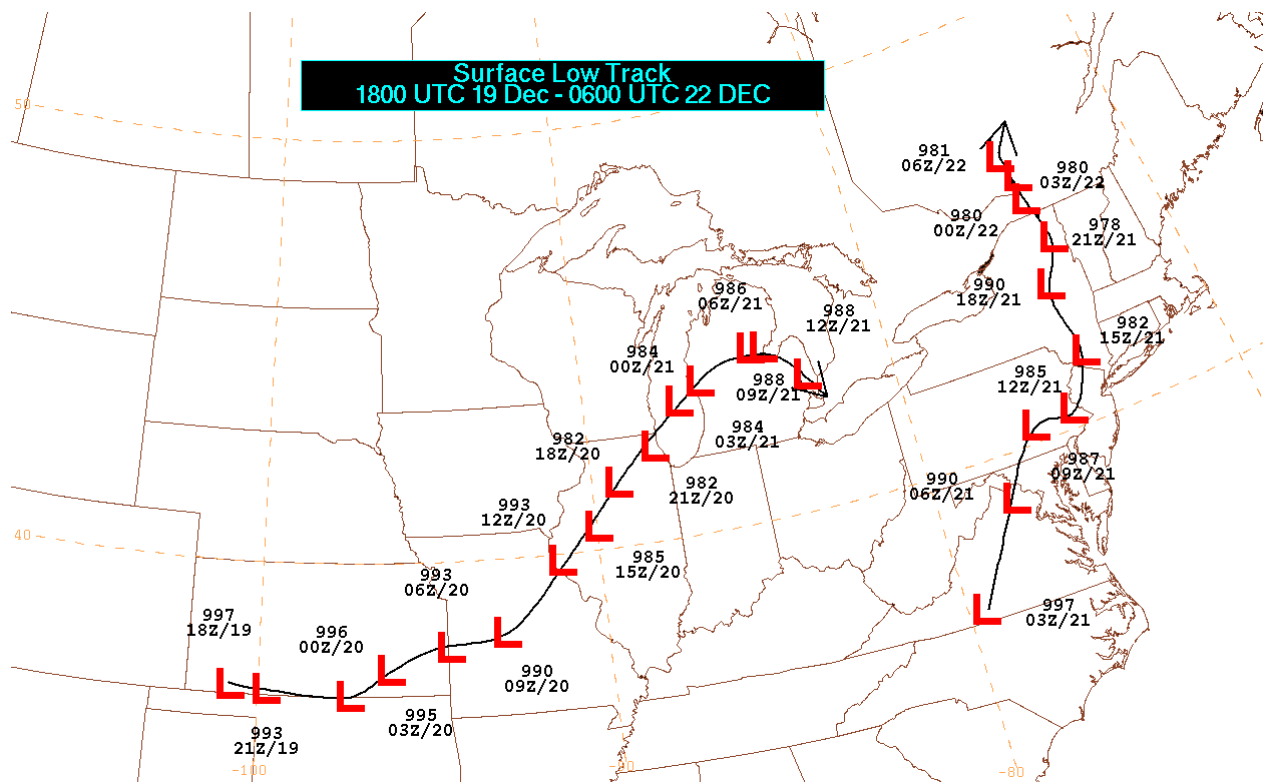 Surface Low Track
1800 UTC 19 Dec - 0600 UTC 22 DEC
50
981
06Z/22
980
03Z/22
980
00Z/22
978
21Z/21
990
18Z/21
986
06Z/21
988
12Z/21
982
15Z/21
984
00Z/21
988
09Z/21
985
12Z/21
984
03Z/21
982
18Z/20
987
09Z/21
990
06Z/21
982
21Z/20
993
12Z/20
40
985
15Z/20
993
06Z/20
997
18Z/19
996
00Z/20
997
03Z/21
990
09Z/20
995
03Z/20
993
21Z/19
-100
-90
-80